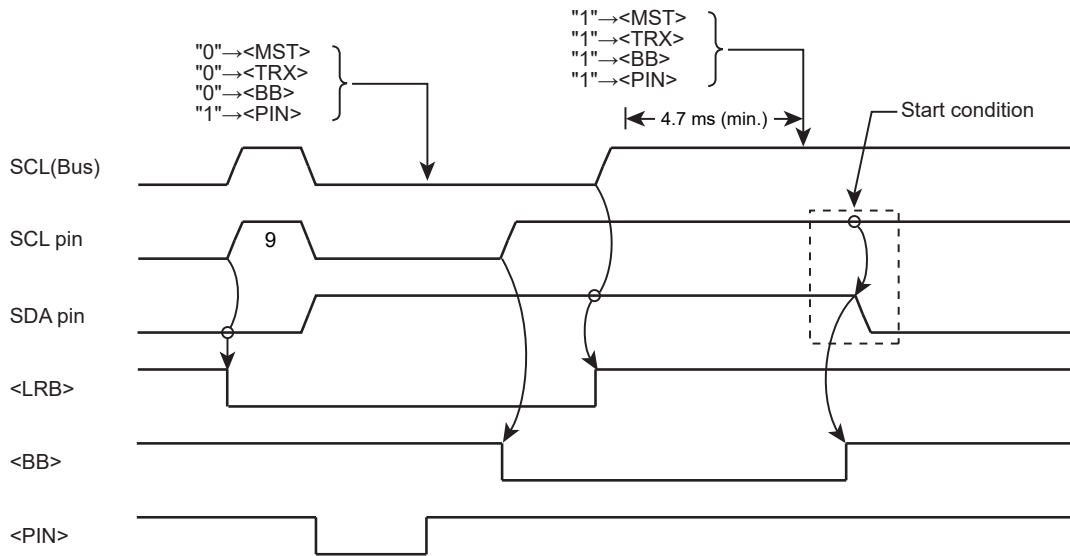 "0"→<MST>
"0"→<TRX>
"0"→<BB>
"1"→<PIN>
"1"→<MST>
"1"→<TRX>
"1"→<BB>
"1"→<PIN>
4.7 ms (min.)
Start condition
SCL(Bus)
SCL pin
9
SDA pin
<LRB>
<BB>
<PIN>